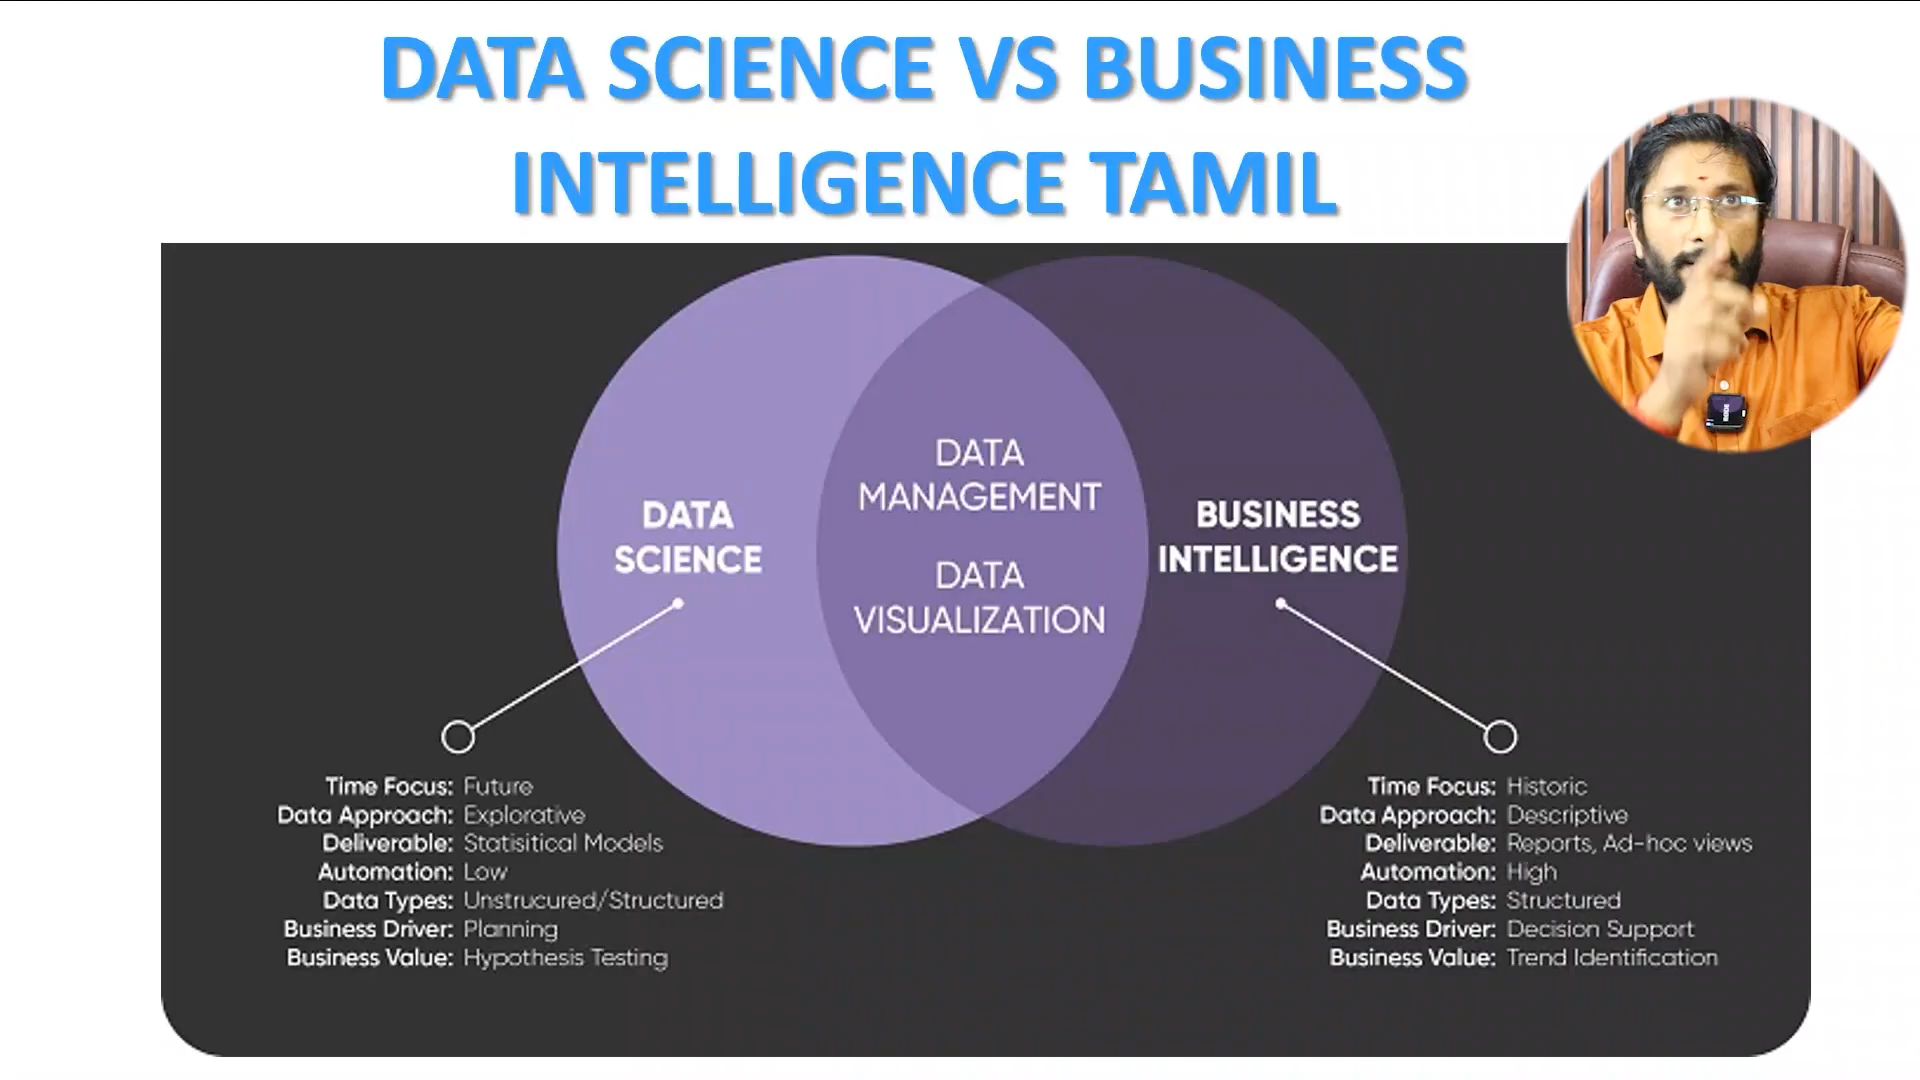 DATA SCIENCE VS BUSINESS
INTELLIGENCE TAMIL
DATA
SCIENCE
DATA
MANAGEMENT
DATA
VISUALIZATION
BUSINESS
INTELLIGENCE
Time Focus: Future
Data Approach: Explorative
Deliverable: Statisitical Models
Automation: Low
Data Types: Unstrucured/Structured
Business Driver: Planning
Business Value: Hypothesis Testing
Time Focus: Historic
Data Approach: Descriptive
Deliverable: Reports, Ad-hoc views
Automation: High
Data Types: Structured
Business Driver: Decision Support
Business Value: Trend Identification